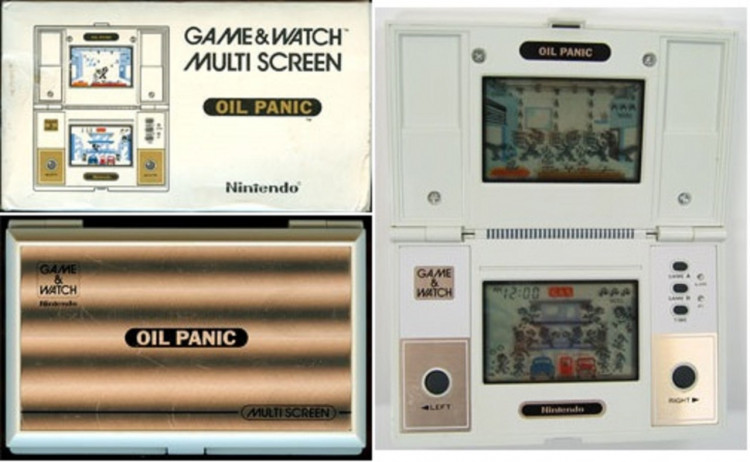 GAME & WATCH™
MULTI SCREEN
OIL PANIC
Nintendo
GAME &
WATCH
Nintendo
OIL PANIC
MULTI SCREEN
OIL PANIC
GAME &
WATCH
GAME A
GAME B
TIME
12:00
◄LEFT
RIGHT►
Nintendo